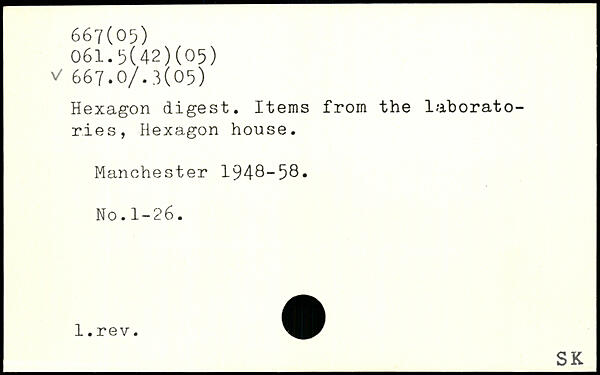 667(05)
061.5(42)(05)
✓ 667.0/.3(05)
Hexagon digest. Items from the laborato-
ries, Hexagon house.
Manchester 1948-58.
No.1-26.
1.rev.
SK